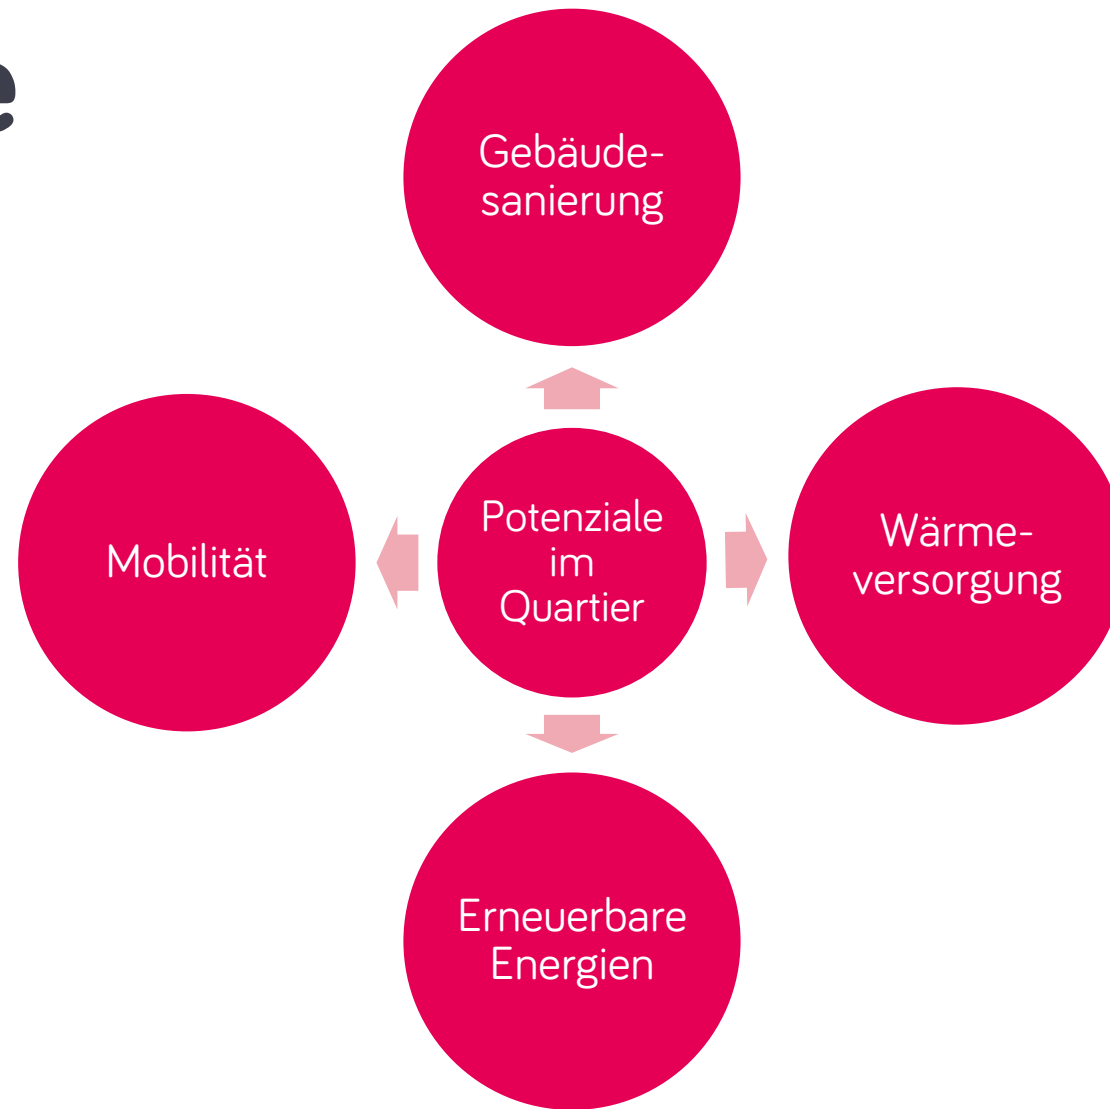 e
Gebäude-
sanierung
Mobilität
Potenziale
im
Quartier
Wärme-
versorgung
Erneuerbare
Energien